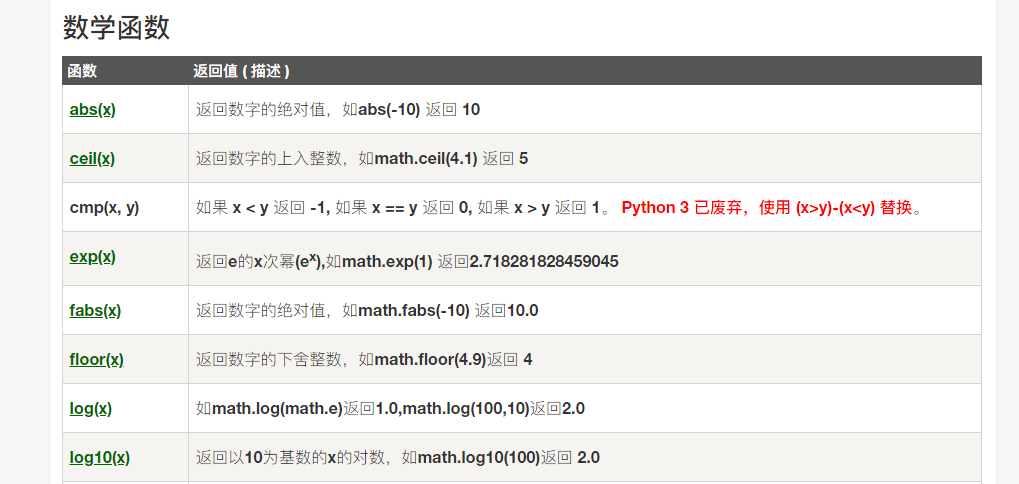 数学函数
函数 返回值 ( 描述 )
abs(x) 返回数字的绝对值，如abs(-10) 返回 10
ceil(x) 返回数字的上入整数，如math.ceil(4.1) 返回 5
cmp(x, y) 如果 x < y 返回 -1, 如果 x == y 返回 0, 如果 x > y 返回 1。 Python 3 已废弃，使用 (x>y)-(x<y) 替换。
exp(x) 返回e的x次幂(eˣ),如math.exp(1) 返回2.718281828459045
fabs(x) 返回数字的绝对值，如math.fabs(-10) 返回10.0
floor(x) 返回数字的下舍整数，如math.floor(4.9)返回 4
log(x) 如math.log(math.e)返回1.0,math.log(100,10)返回2.0
log10(x) 返回以10为基数的x的对数，如math.log10(100)返回 2.0